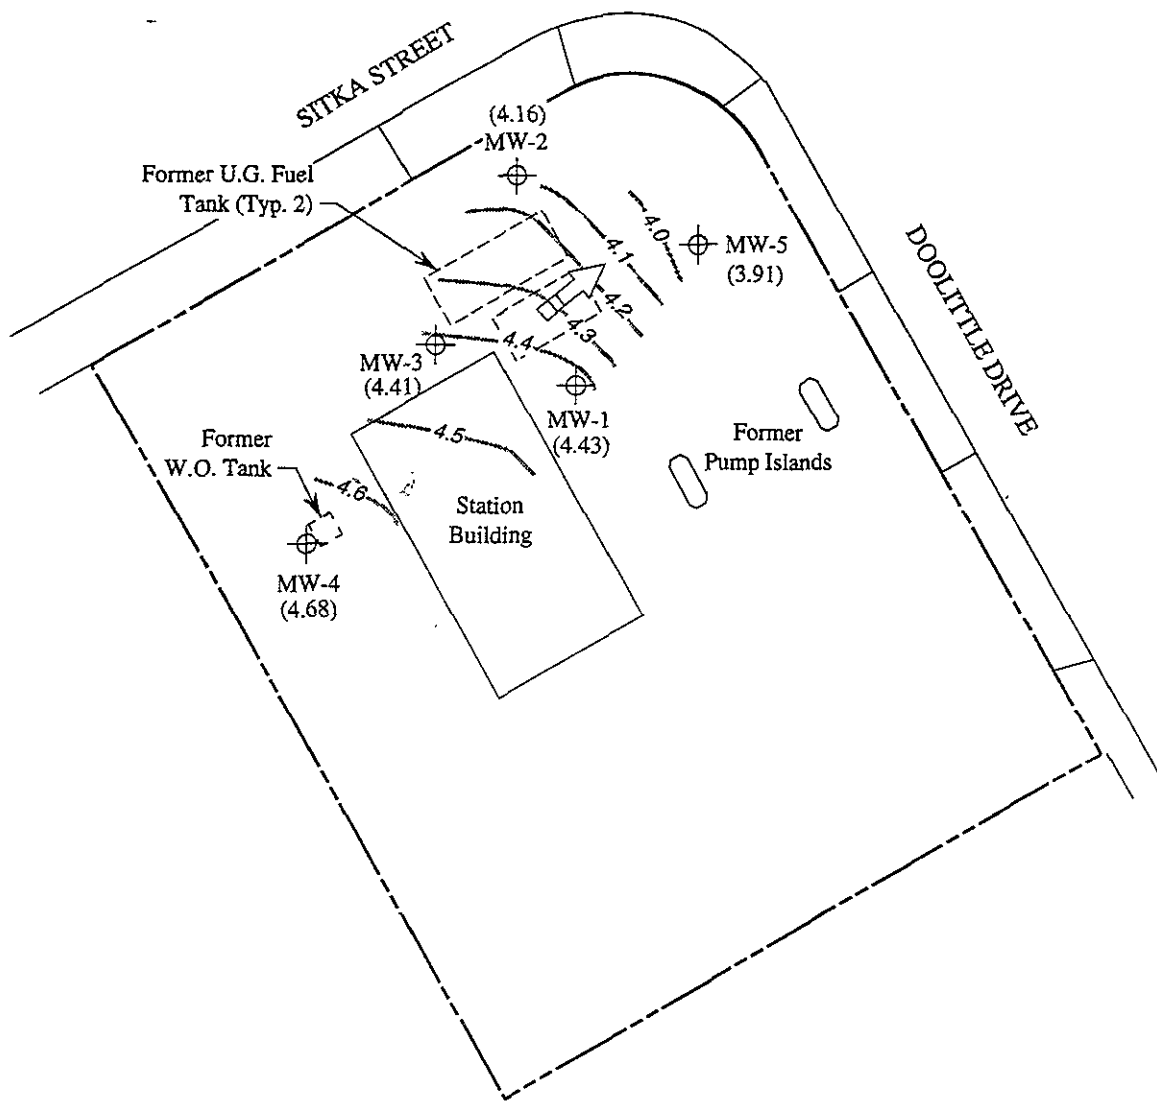 SITKA STREET
(4.16)
MW-2
Former U.G. Fuel
Tank (Typ. 2)
4.0
4.1
MW-5
(3.91)
DOOLITTLE DRIVE
4.2
4.3
4.4
MW-3
(4.41)
MW-1
(4.43)
Former
Pump Islands
4.5
Former
W.O. Tank
4.6
Station
Building
MW-4
(4.68)